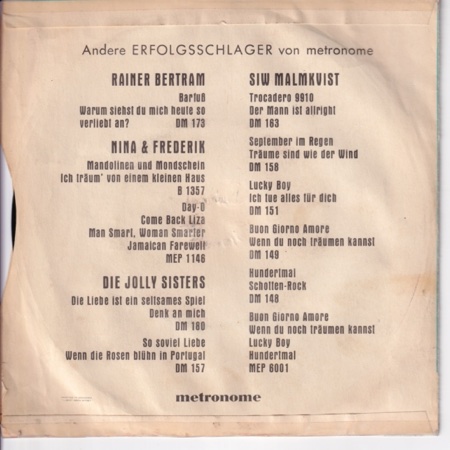 Andere ERFOLGSSCHLAGER von metronome
RAINER BERTRAM
Barfuß
Warum siehst du mich heute so
verliebt an? DM 173
NINA & FREDERIK
Mandolinen und Mondschein
Ich träum' von einem kleinen Haus
B 1357
Day-O
Come Back Liza
Man Smart, Woman Smarter
Jamaican Farewell
MEP 1146
DIE JOLLY SISTERS
Die Liebe ist ein seltsames Spiel
Denk an mich
DM 180
So soviel Liebe
Wenn die Rosen blühn in Portugal
DM 157
SIW MALMKVIST
Trocadero 9910
Der Mann ist allright
DM 163
September im Regen
Träume sind wie der Wind
DM 158
Lucky Boy
Ich tue alles für dich
DM 151
Buon Giorno Amore
Wenn du noch träumen kannst
DM 149
Hundertmal
Schotten-Rock
DM 148
Buon Giorno Amore
Wenn du noch träumen kannst
Lucky Boy
Hundertmal
MEP 6001
metronome